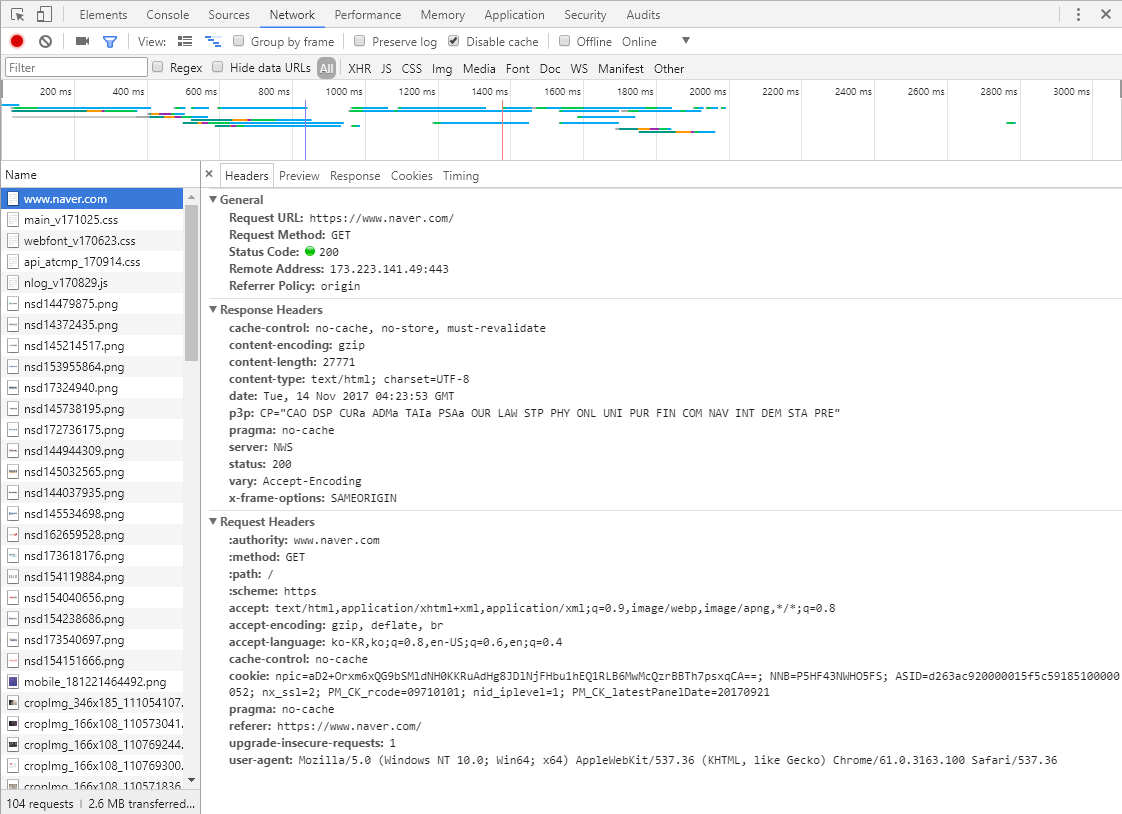 Elements Console Sources Network Performance Memory Application Security Audits
View: Group by frame Preserve log Disable cache Offline Online
Filter Regex Hide data URLs All XHR JS CSS Img Media Font Doc WS Manifest Other
200 ms 400 ms 600 ms 800 ms 1000 ms 1200 ms 1400 ms 1600 ms 1800 ms 2000 ms 2200 ms 2400 ms 2600 ms 2800 ms 3000 ms
Name
www.naver.com
main_v171025.css
webfont_v170623.css
api_atcmp_170914.css
nlog_v170829.js
nsd14479875.png
nsd14372435.png
nsd145214517.png
nsd153955864.png
nsd17324940.png
nsd145738195.png
nsd172736175.png
nsd144944309.png
nsd145032565.png
nsd144037935.png
nsd145534698.png
nsd162659528.png
nsd173618176.png
nsd154119884.png
nsd154040656.png
nsd154238686.png
nsd173540697.png
nsd154151666.png
mobile_181221464492.png
cropImg_346x185_111054107.
cropImg_166x108_110573041.
cropImg_166x108_110769244.
cropImg_166x108_110769300.
cropImg_166x108_110571836.
104 requests | 2.6 MB transferred...
Headers Preview Response Cookies Timing
General
Request URL: https://www.naver.com/
Request Method: GET
Status Code: 200
Remote Address: 173.223.141.49:443
Referrer Policy: origin
Response Headers
cache-control: no-cache, no-store, must-revalidate
content-encoding: gzip
content-length: 27771
content-type: text/html; charset=UTF-8
date: Tue, 14 Nov 2017 04:23:53 GMT
p3p: CP="CAO DSP CURa ADMa TAIa PSAa OUR LAW STP PHY ONL UNI PUR FIN COM NAV INT DEM STA PRE"
pragma: no-cache
server: NWS
status: 200
vary: Accept-Encoding
x-frame-options: SAMEORIGIN
Request Headers
:authority: www.naver.com
:method: GET
:path: /
:scheme: https
accept: text/html,application/xhtml+xml,application/xml;q=0.9,image/webp,image/apng,*/*;q=0.8
accept-encoding: gzip, deflate, br
accept-language: ko-KR,ko;q=0.8,en-US;q=0.6,en;q=0.4
cache-control: no-cache
cookie: npic=aD2+Orxm6xQG9bSMldNH0KKRuAdHg8JDlNjFHbu1hEQ1RLB6MwMcQzrBBTh7psxqCA==; NNB=P5HF43NWHO5FS; ASID=d263ac920000015f5c59185100000
052; nx_ssl=2; PM_CK_rcode=09710101; nid_iplevel=1; PM_CK_latestPanelDate=20170921
pragma: no-cache
referer: https://www.naver.com/
upgrade-insecure-requests: 1
user-agent: Mozilla/5.0 (Windows NT 10.0; Win64; x64) AppleWebKit/537.36 (KHTML, like Gecko) Chrome/61.0.3163.100 Safari/537.36